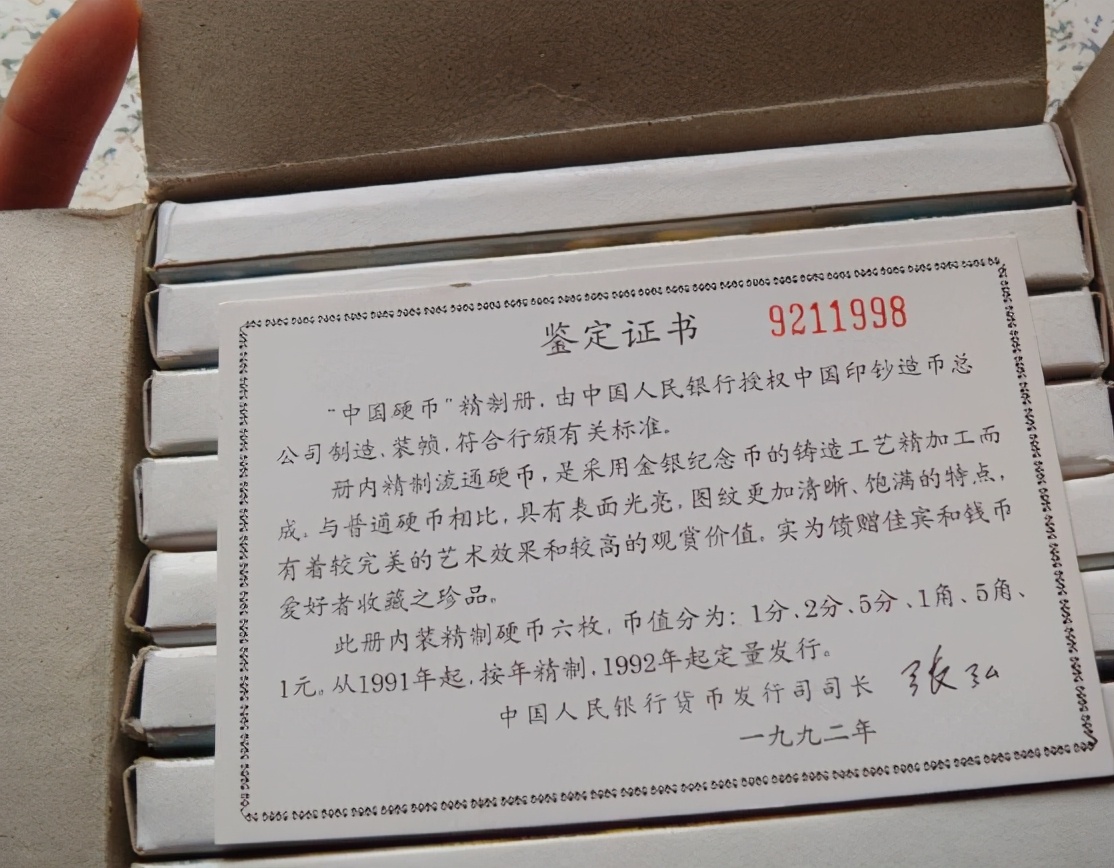 鉴定证书 9211998
“中国硬币”精制册，由中国人民银行授权中国印钞造币总
公司制造、装帧，符合行颁有关标准。
册内精制流通硬币，是采用金银纪念币的铸造工艺精加工而
成。与普通硬币相比，具有表面光亮，图纹更加清晰、饱满的特点，
有着较完美的艺术效果和较高的观赏价值。实为馈赠佳宾和钱币
爱好者收藏之珍品。
此册内装精制硬币六枚，币值分为：1分、2分、5分、1角、5角、
1元。从1991年起，按年精制，1992年起定量发行。
中国人民银行货币发行司司长 张弘
一九九二年